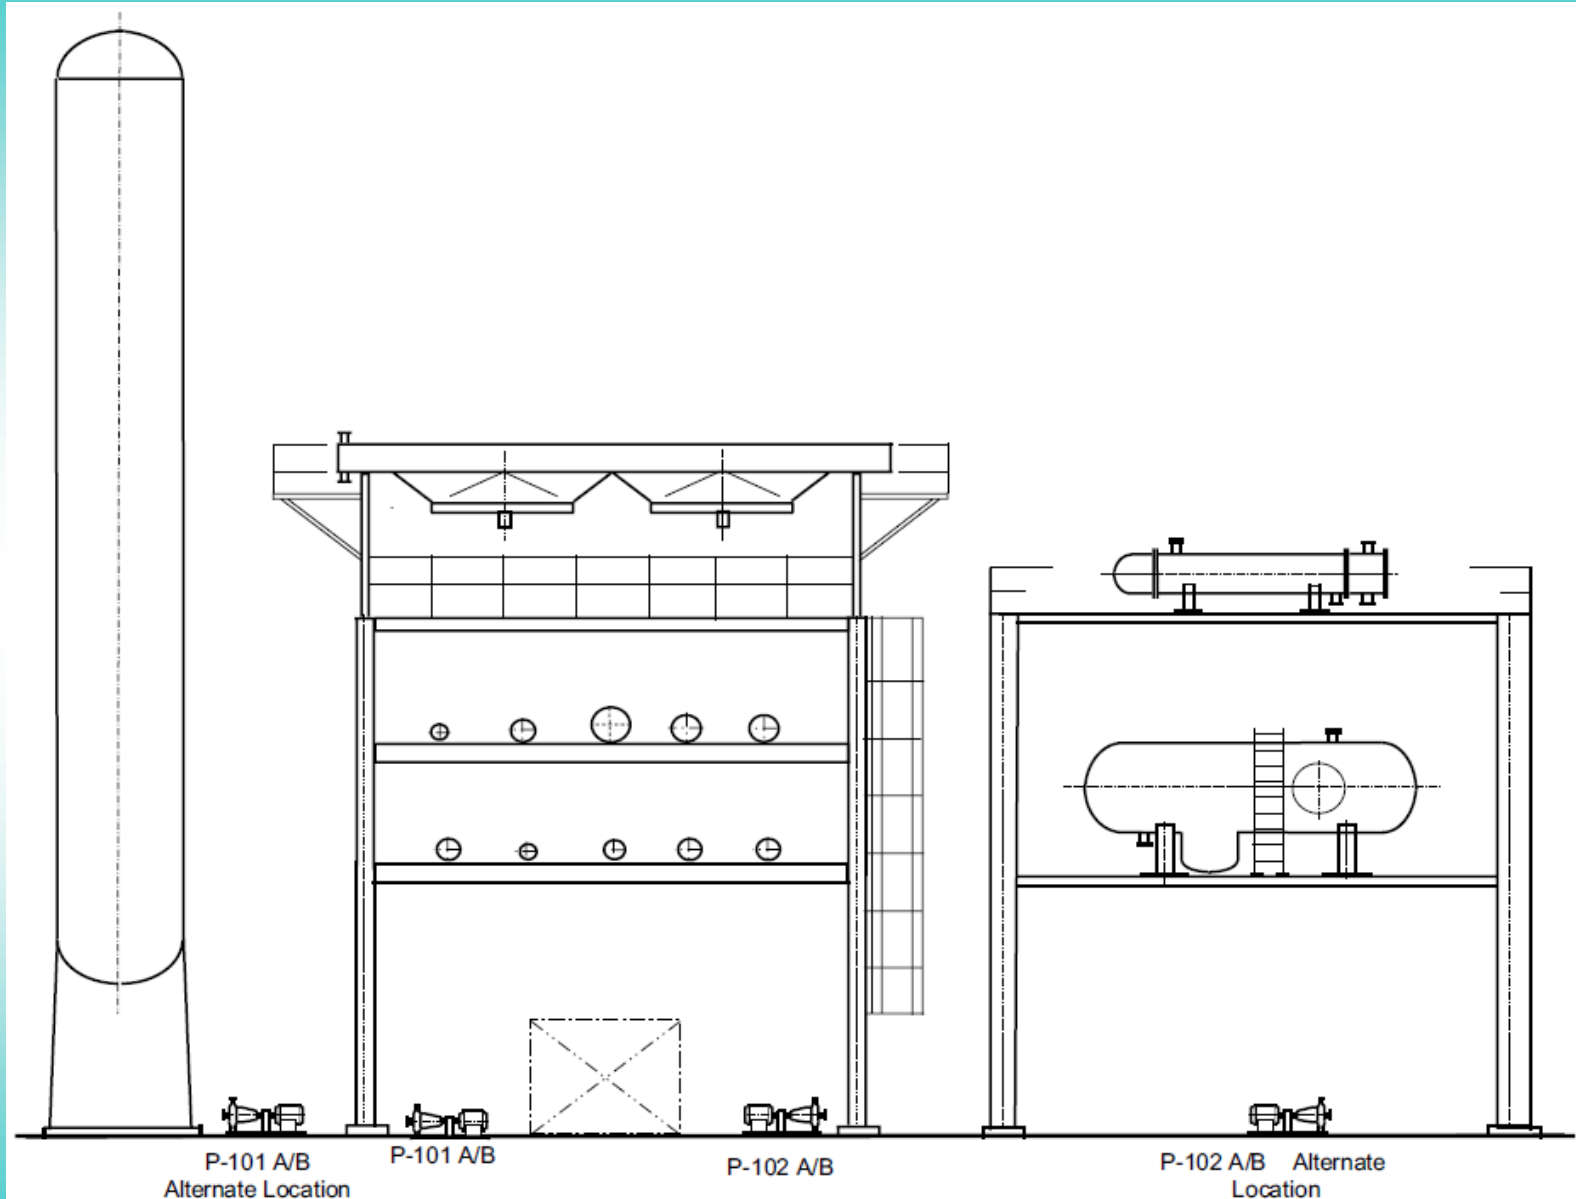 P-101 A/B
Alternate Location
P-101 A/B
P-102 A/B
P-102 A/B Alternate
Location